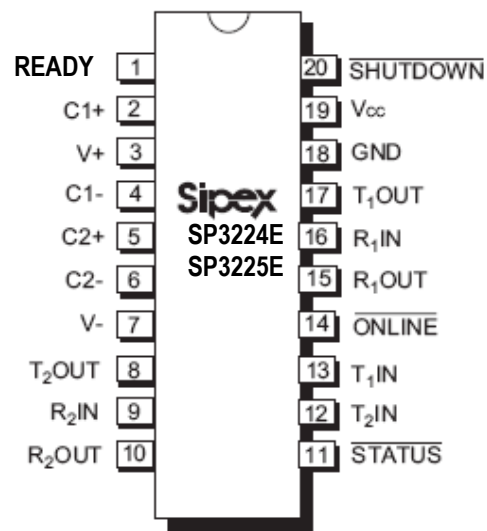 READY 1
C1+ 2
V+ 3
C1- 4
C2+ 5
C2- 6
V- 7
T₂OUT 8
R₂IN 9
R₂OUT 10
Sipex
SP3224E
SP3225E
20 SHUTDOWN
19 Vcc
18 GND
17 T₁OUT
16 R₁IN
15 R₁OUT
14 ONLINE
13 T₁IN
12 T₂IN
11 STATUS